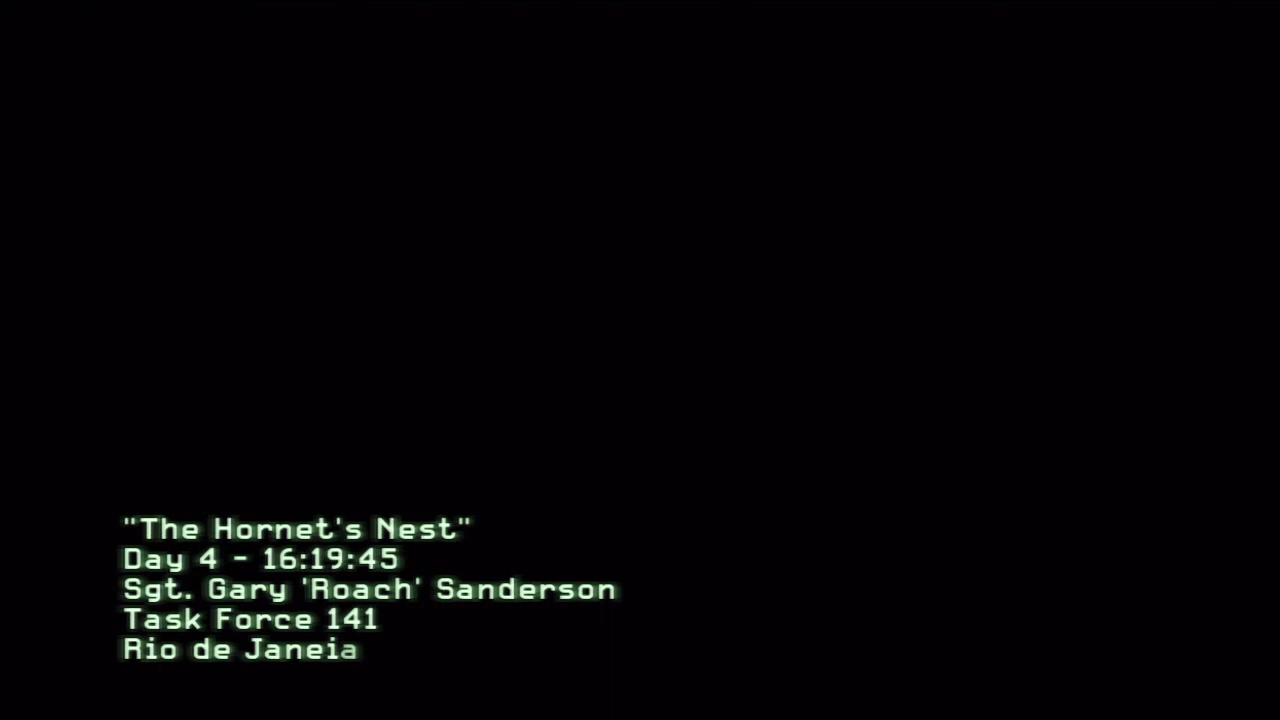 "The Hornet's Nest"
Day 4 - 16:19:45
Sgt. Gary 'Roach' Sanderson
Task Force 141
Rio de Janeia